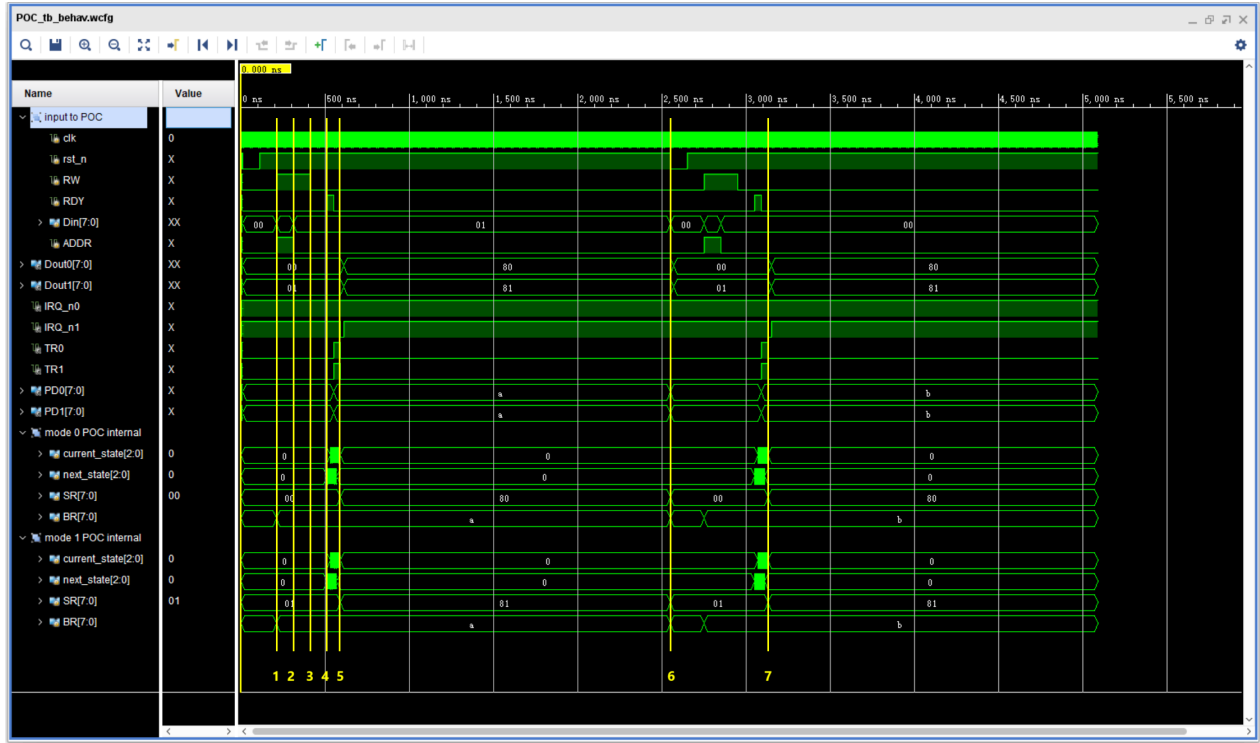 POC_tb_behav.wcfg
0.000 ns
Name Value
0 ns 500 ns 1,000 ns 1,500 ns 2,000 ns 2,500 ns 3,000 ns 3,500 ns 4,000 ns 4,500 ns 5,000 ns 5,500 ns
input to POC
clk 0
rst_n X
RW X
RDY X
Din[7:0] XX 00 01 00 00
ADDR X
Dout0[7:0] XX 00 80 00 80
Dout1[7:0] XX 01 81 01 81
IRQ_n0 X
IRQ_n1 X
TR0 X
TR1 X
PD0[7:0] X a b
PD1[7:0] X a b
mode 0 POC internal
current_state[2:0] 0 0 0 0
next_state[2:0] 0 0 0 0
SR[7:0] 00 00 80 00 80
BR[7:0] a b
mode 1 POC internal
current_state[2:0] 0 0 0 0
next_state[2:0] 0 0 0 0
SR[7:0] 01 01 81 01 81
BR[7:0] a b
1 2 3 4 5 6 7